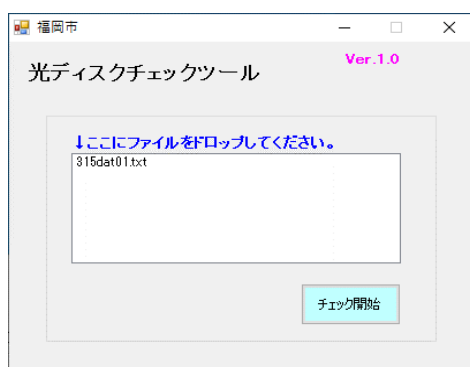 福岡市
Ver.1.0
光ディスクチェックツール
↓ここにファイルをドロップしてください。
315dat01.txt
チェック開始